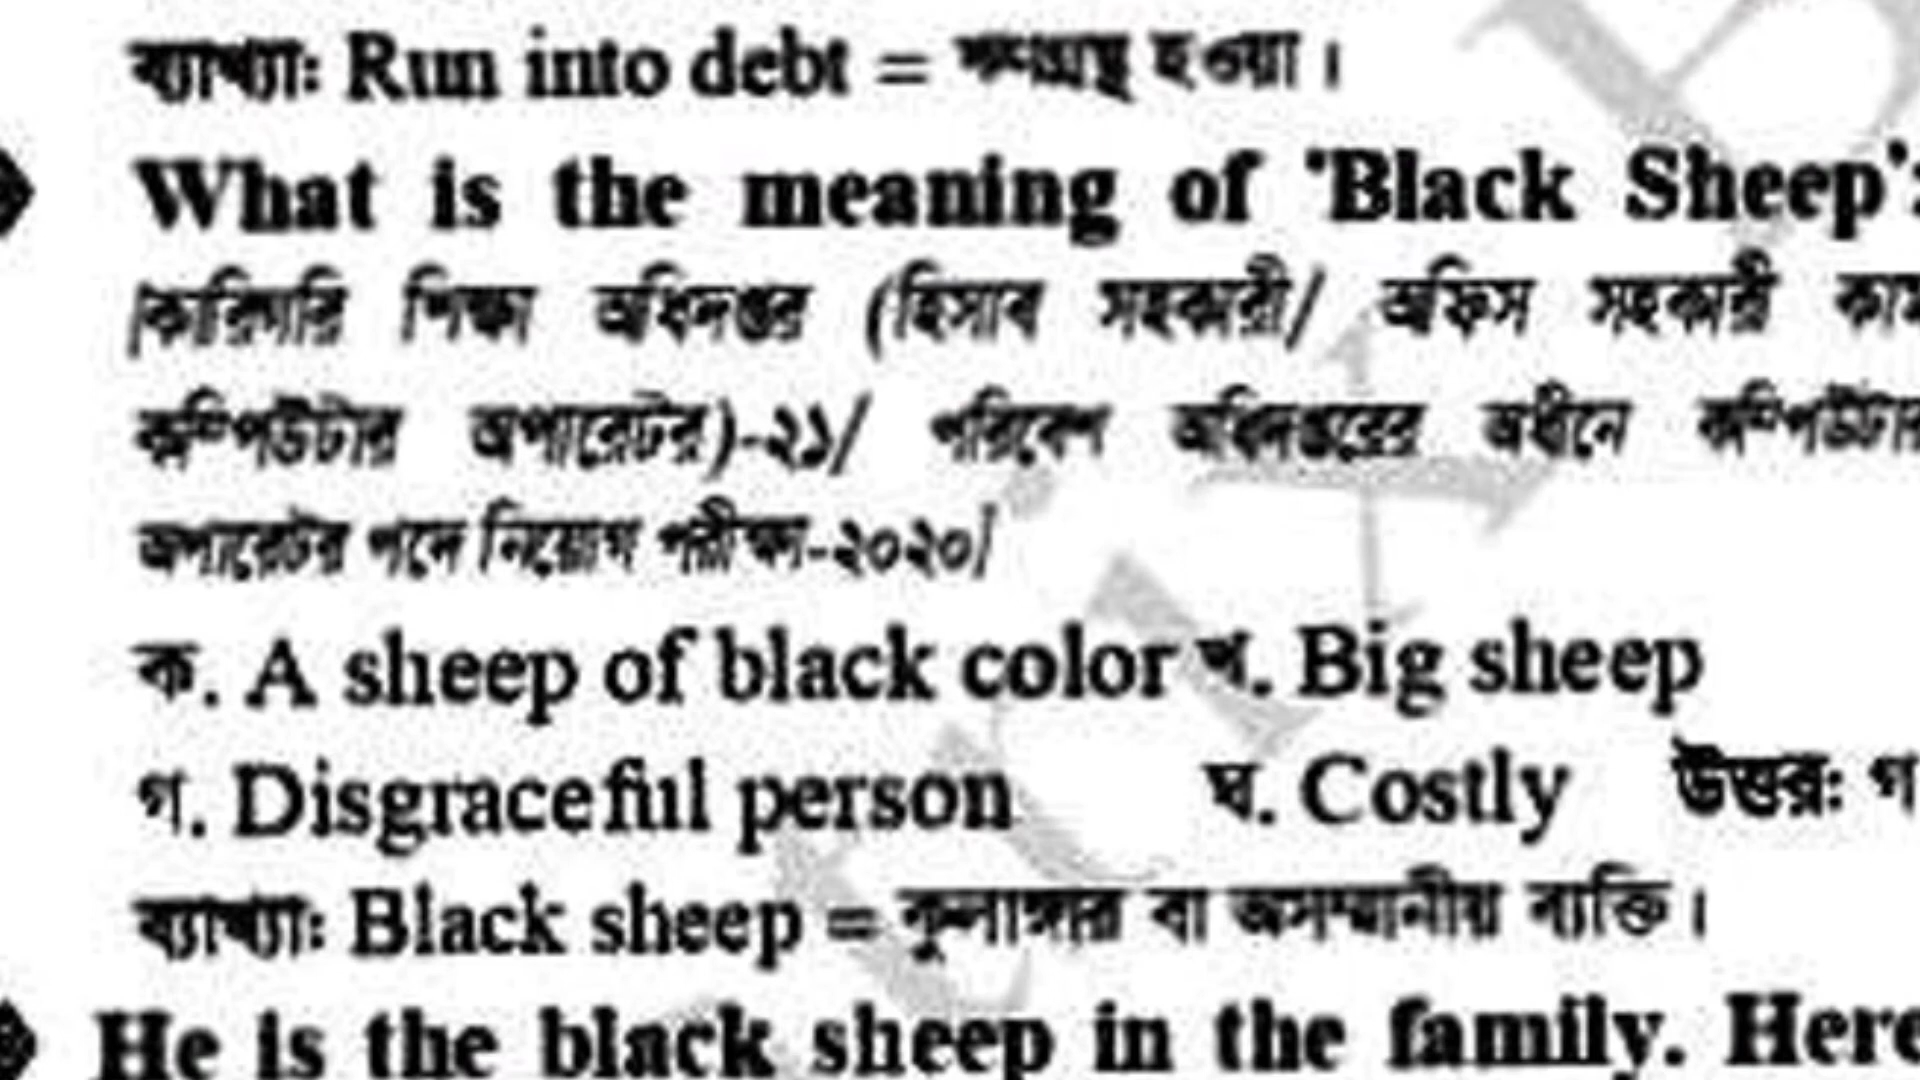 ব্যাখ্যাঃ Run into debt = ঋণগ্রস্থ হওয়া।
What is the meaning of 'Black Sheep':
[কারিগরি শিক্ষা অধিদপ্তর (হিসাব সহকারী/ অফিস সহকারী কাম
কম্পিউটার অপারেটর)-২১/ পরিবেশ অধিদপ্তরের অধীনে কম্পিউটার
অপারেটর পদে নিয়োগ পরীক্ষা-২০২০]
ক. A sheep of black color খ. Big sheep
গ. Disgraceful person ঘ. Costly উত্তরঃ গ
ব্যাখ্যাঃ Black sheep = কুলাঙ্গার বা অসম্মানীয় ব্যক্তি।
He is the black sheep in the family. Here